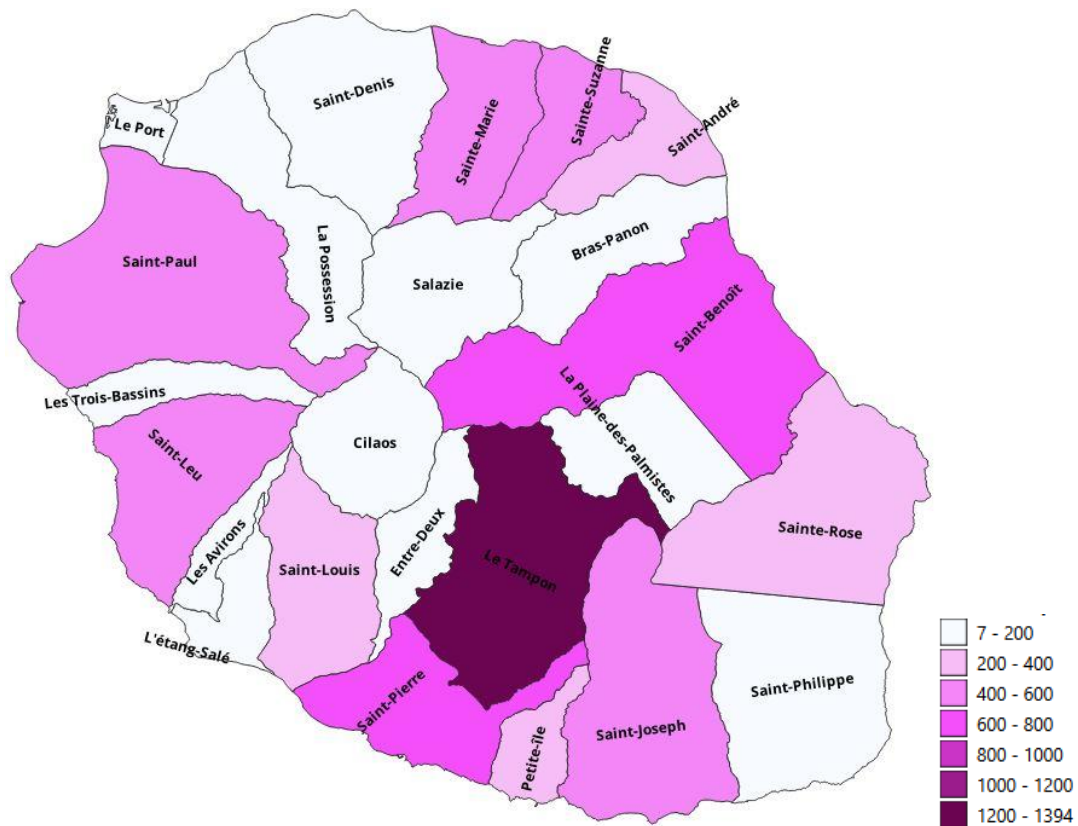 Saint-Denis
Sainte-Marie
Sainte-Suzanne
Saint-André
Le Port
La Possession
Saint-Paul
Salazie
Bras-Panon
Saint-Benoît
Les Trois-Bassins
La Plaine-des-Palmistes
Saint-Leu
Cilaos
Les Avirons
Saint-Louis
Entre-Deux
Le Tampon
Sainte-Rose
L'étang-Salé
Saint-Pierre
Petite-île
Saint-Joseph
Saint-Philippe
7 - 200
200 - 400
400 - 600
600 - 800
800 - 1000
1000 - 1200
1200 - 1394